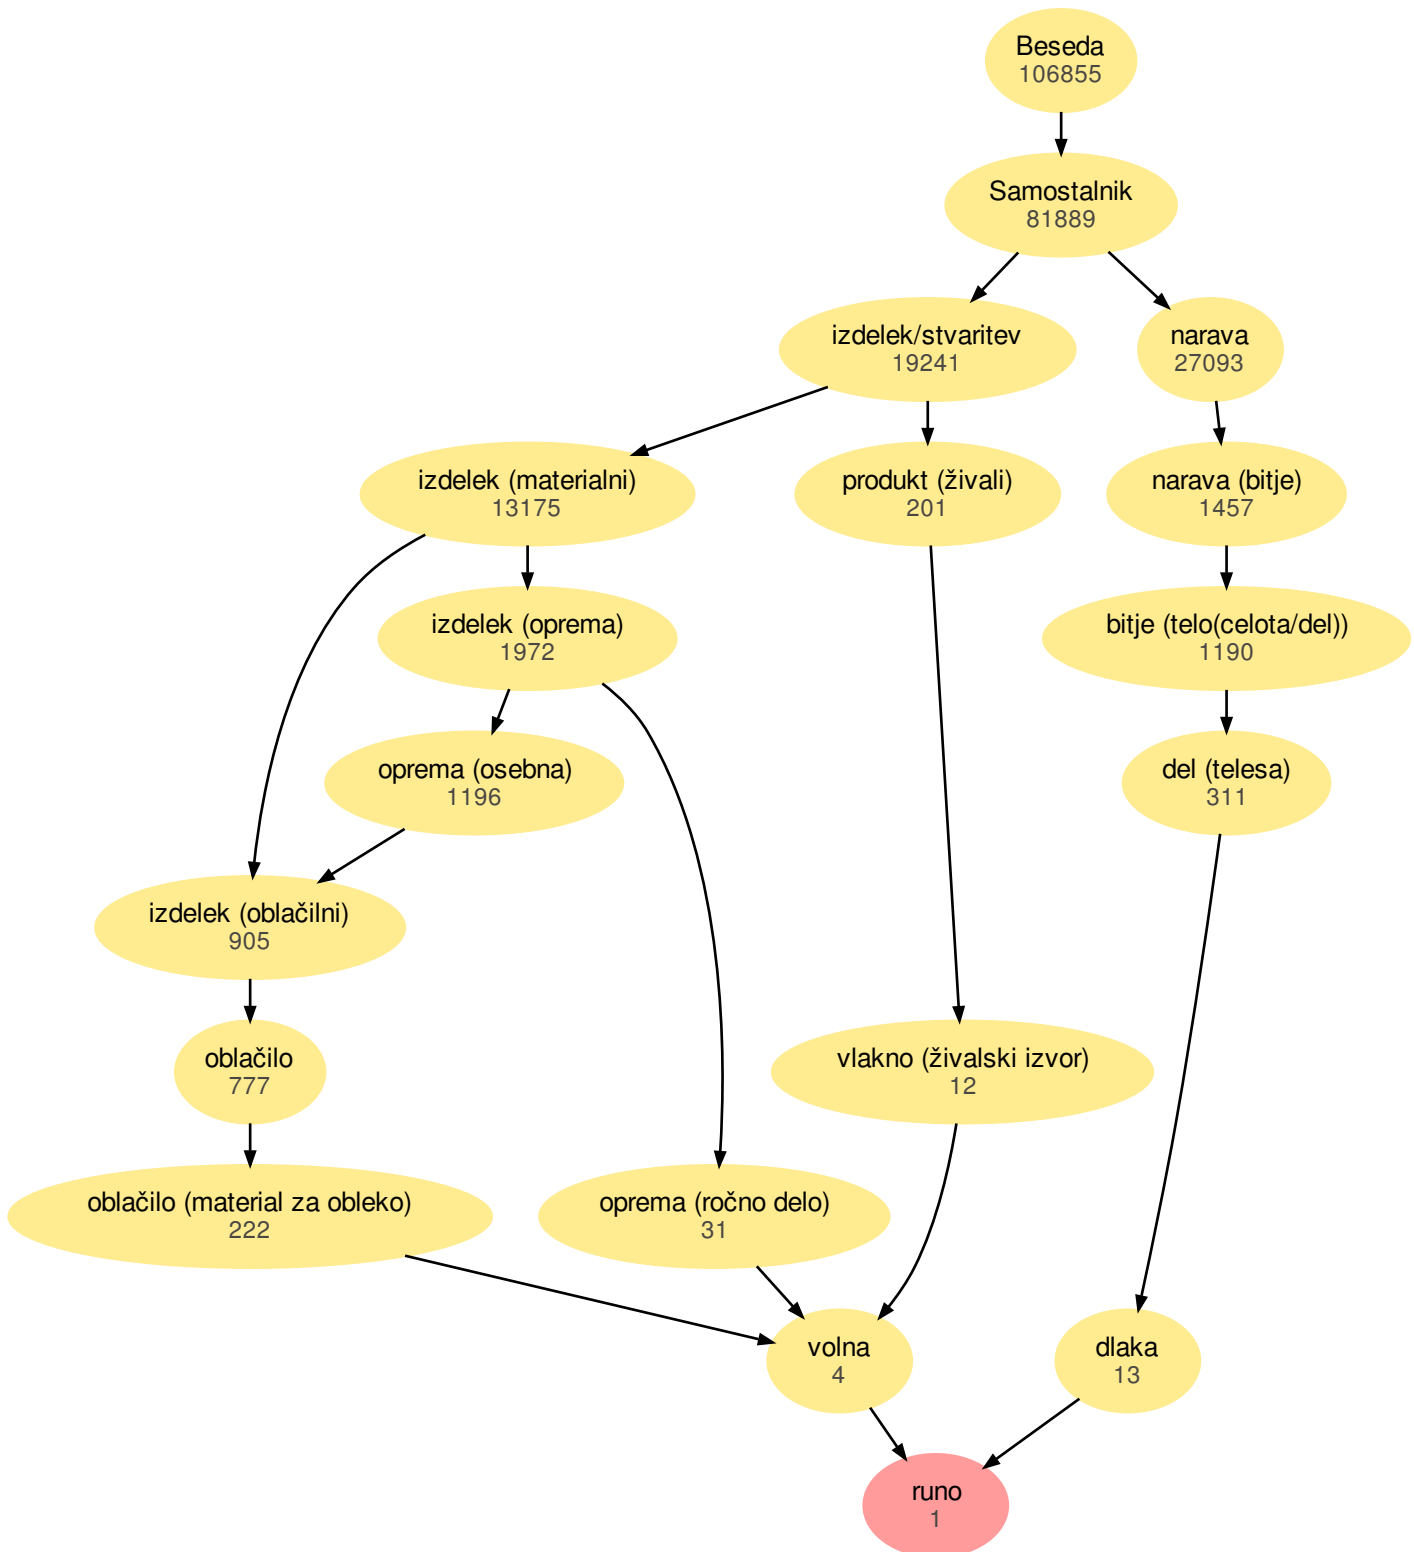 Beseda
106855
Samostalnik
81889
izdelek/stvaritev
19241
narava
27093
izdelek (materialni)
13175
produkt (živali)
201
narava (bitje)
1457
izdelek (oprema)
1972
bitje (telo(celota/del))
1190
oprema (osebna)
1196
del (telesa)
311
izdelek (oblačilni)
905
oblačilo
777
vlakno (živalski izvor)
12
oblačilo (material za obleko)
222
oprema (ročno delo)
31
volna
4
dlaka
13
runo
1